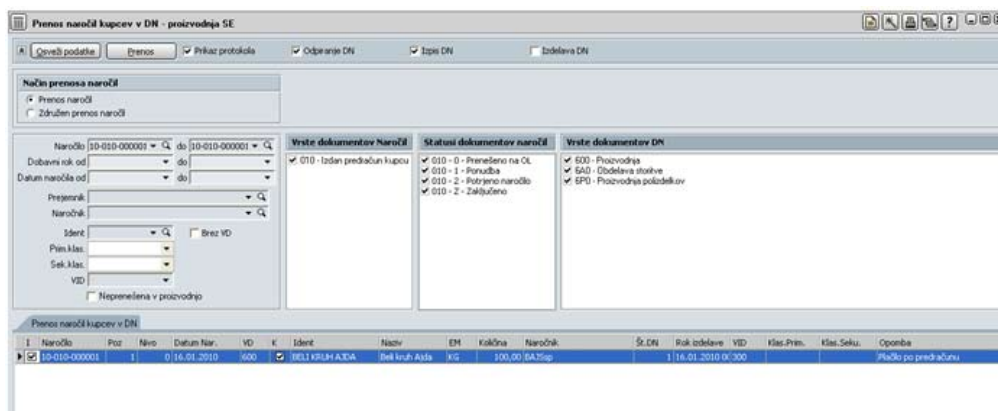 Prenos naročil kupcev v DN - proizvodnja SE
Osveži podatke Prenos Prikaz protokola Odpiranje DN Izpis DN Izdelava DN
Način prenosa naročil
Prenos naročil
Združen prenos naročil
Naročilo 10-010-000001 do 10-010-000001
Dobavni rok od do
Datum naročila od do
Prejemnik
Naročnik
Ident Brez VD
Prim.klas.
Sek.klas.
VID
Neprenešena v proizvodnjo
Vrste dokumentov Naročil
010 - Izdan predračun kupcu
Statusi dokumentov naročil
010 - 0 - Prenešeno na OL
010 - 1 - Ponudba
010 - 2 - Potrjeno naročilo
010 - Z - Zaključeno
Vrste dokumentov DN
600 - Proizvodnja
6A0 - Obdelava storitve
6P0 - Proizvodnja polizdelkov
Prenos naročil kupcev v DN
I Naročilo Poz Nivo Datum Nar. VD K Ident Naziv EM Količina Naročnik Št.DN Rok izdelave VID Klas.Prim. Klas.Seku. Opomba
10-010-000001 1 0 16.01.2010 600 BELI KRUH AJDA Beli kruh Ajda KG 100,00 BAJSsp 1 16.01.2010 00 300 Plačilo po predračunu